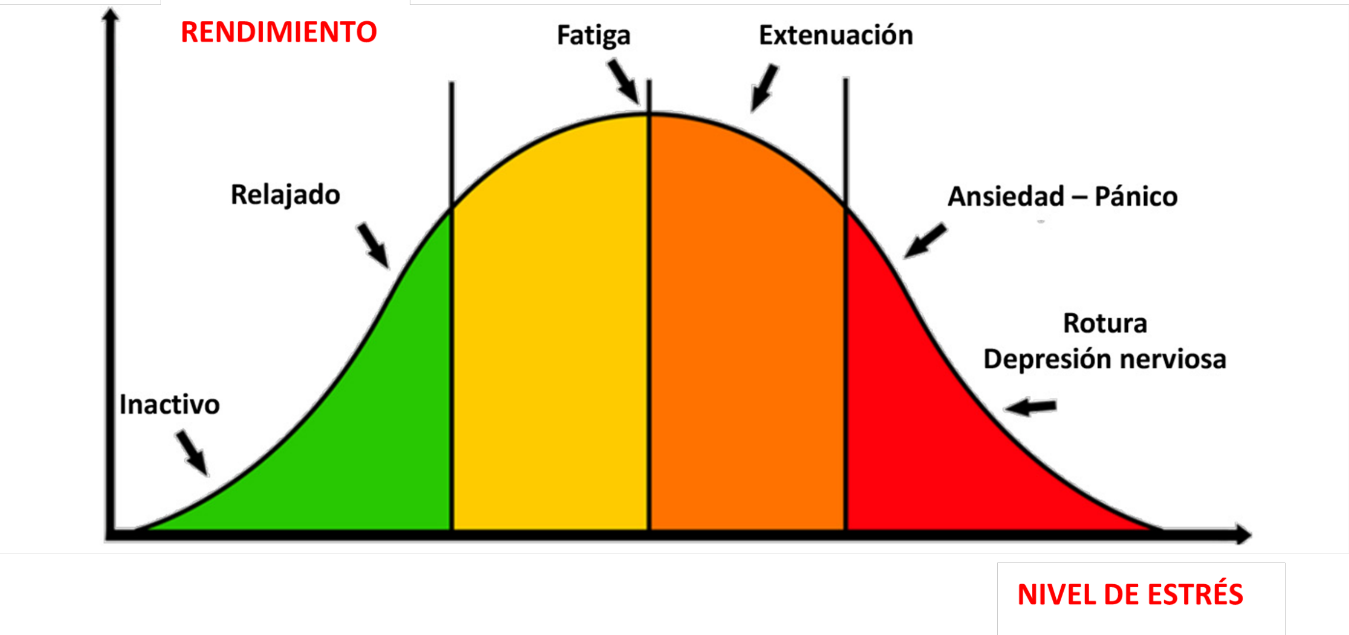 RENDIMIENTO
Fatiga
Extenuación
Relajado
Ansiedad – Pánico
Rotura
Depresión nerviosa
Inactivo
NIVEL DE ESTRÉS